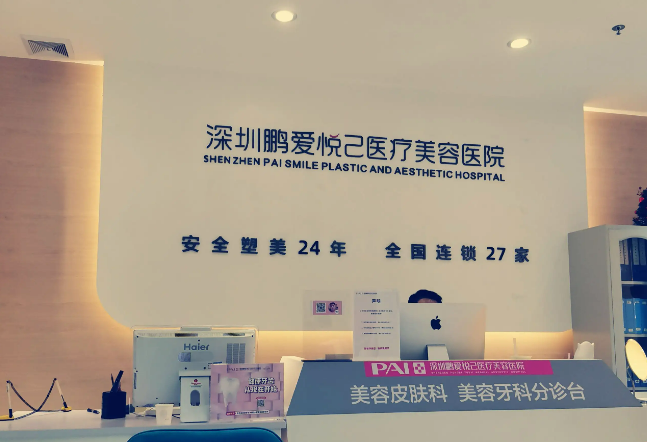 深圳鹏爱悦己医疗美容医院
SHENZHEN PAI SMILE PLASTIC AND AESTHETIC HOSPITAL
安全塑美24年 全国连锁27家
Haier
PAI 深圳鹏爱悦己医疗美容医院
美容皮肤科 美容牙科分诊台